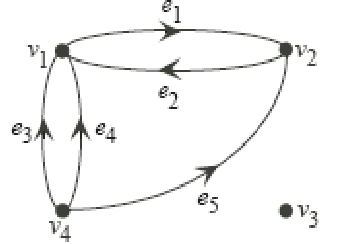 e₁
v₁
v₂
e₂
e₃
e₄
e₅
v₃
v₄